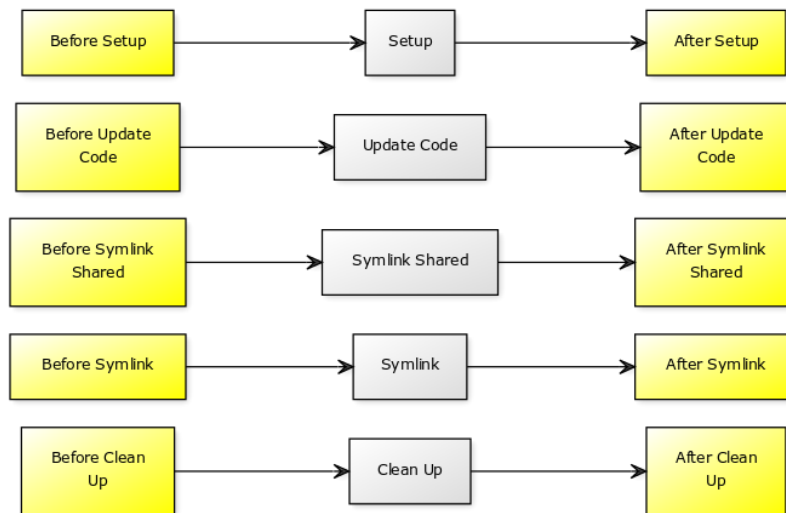 Before Setup
Setup
After Setup
Before Update
Code
Update Code
After Update
Code
Before Symlink
Shared
Symlink Shared
After Symlink
Shared
Before Symlink
Symlink
After Symlink
Before Clean
Up
Clean Up
After Clean
Up